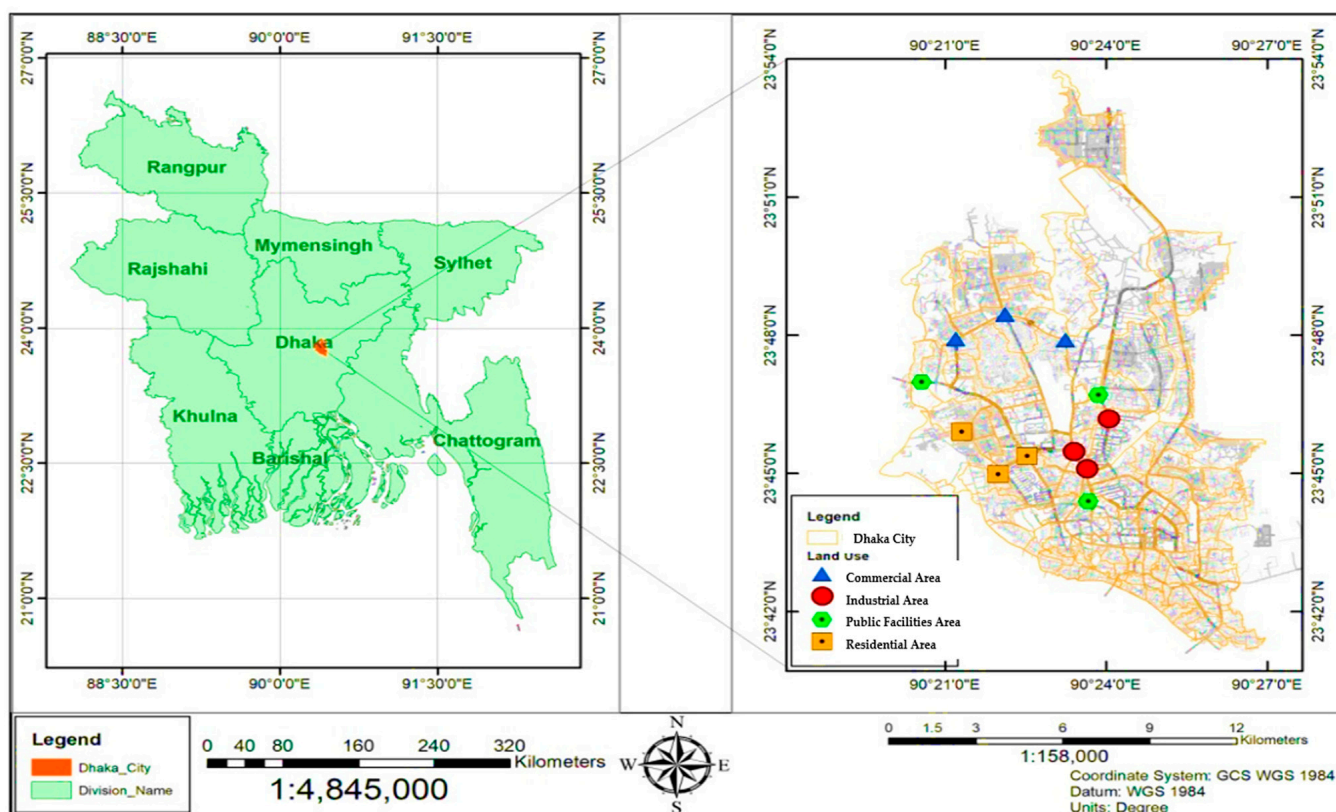 88°30'0"E 90°0'0"E 91°30'0"E
27°0'0"N
25°30'0"N
24°0'0"N
22°30'0"N
21°0'0"N
Rangpur
Mymensingh
Rajshahi
Sylhet
Dhaka
Khulna
Chattogram
Barishal
27°0'0"N
25°30'0"N
24°0'0"N
22°30'0"N
21°0'0"N
88°30'0"E 90°0'0"E 91°30'0"E
90°21'0"E 90°24'0"E 90°27'0"E
23°54'0"N
23°51'0"N
23°48'0"N
23°45'0"N
23°42'0"N
23°54'0"N
23°51'0"N
23°48'0"N
23°45'0"N
23°42'0"N
Legend
Dhaka City
Land Use
Commercial Area
Industrial Area
Public Facilities Area
Residential Area
90°21'0"E 90°24'0"E 90°27'0"E
Legend
Dhaka_City
Division_Name
0 40 80 160 240 320
Kilometers
1:4,845,000
N
W E
S
0 1.5 3 6 9 12
Kilometers
1:158,000
Coordinate System: GCS WGS 1984
Datum: WGS 1984
Units: Degree